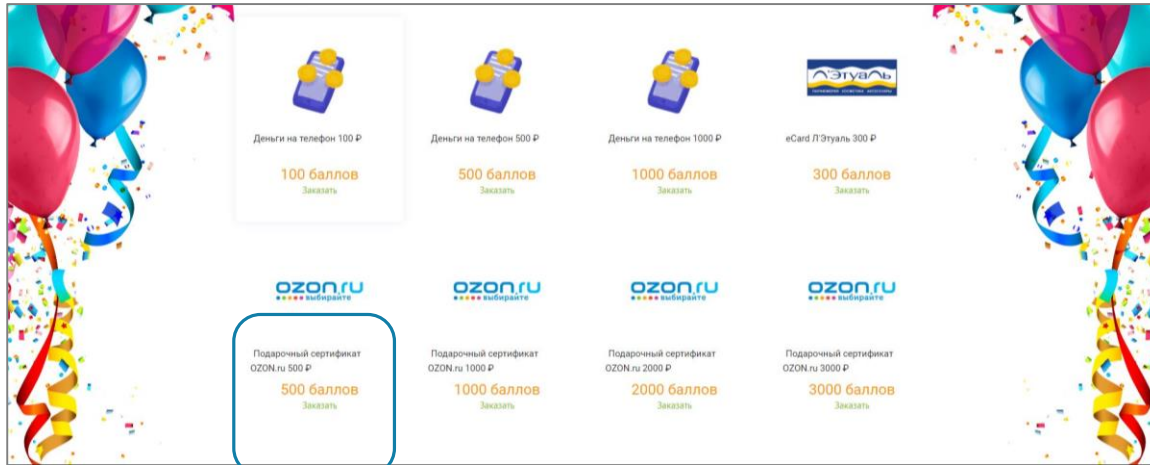 Л'Этуаль
Деньги на телефон 100 ₽
Деньги на телефон 500 ₽
Деньги на телефон 1000 ₽
eCard Л'Этуаль 300 ₽
100 баллов
500 баллов
1000 баллов
300 баллов
Заказать
Заказать
Заказать
Заказать
ozon.ru
ozon.ru
ozon.ru
ozon.ru
выбирайте
выбирайте
выбирайте
выбирайте
Подарочный сертификат
OZON.ru 500 ₽
Подарочный сертификат
OZON.ru 1000 ₽
Подарочный сертификат
OZON.ru 2000 ₽
Подарочный сертификат
OZON.ru 3000 ₽
500 баллов
1000 баллов
2000 баллов
3000 баллов
Заказать
Заказать
Заказать
Заказать